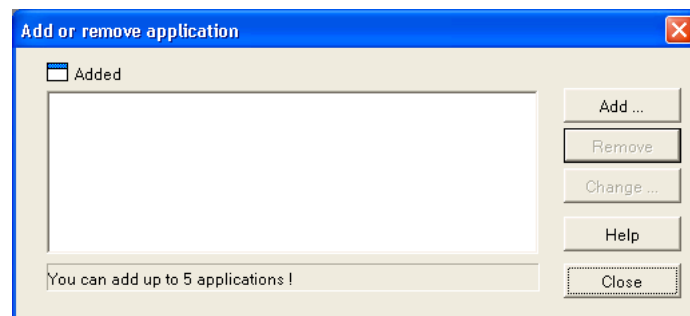 Add or remove application
Added
Add ...
Remove
Change ...
Help
You can add up to 5 applications !
Close